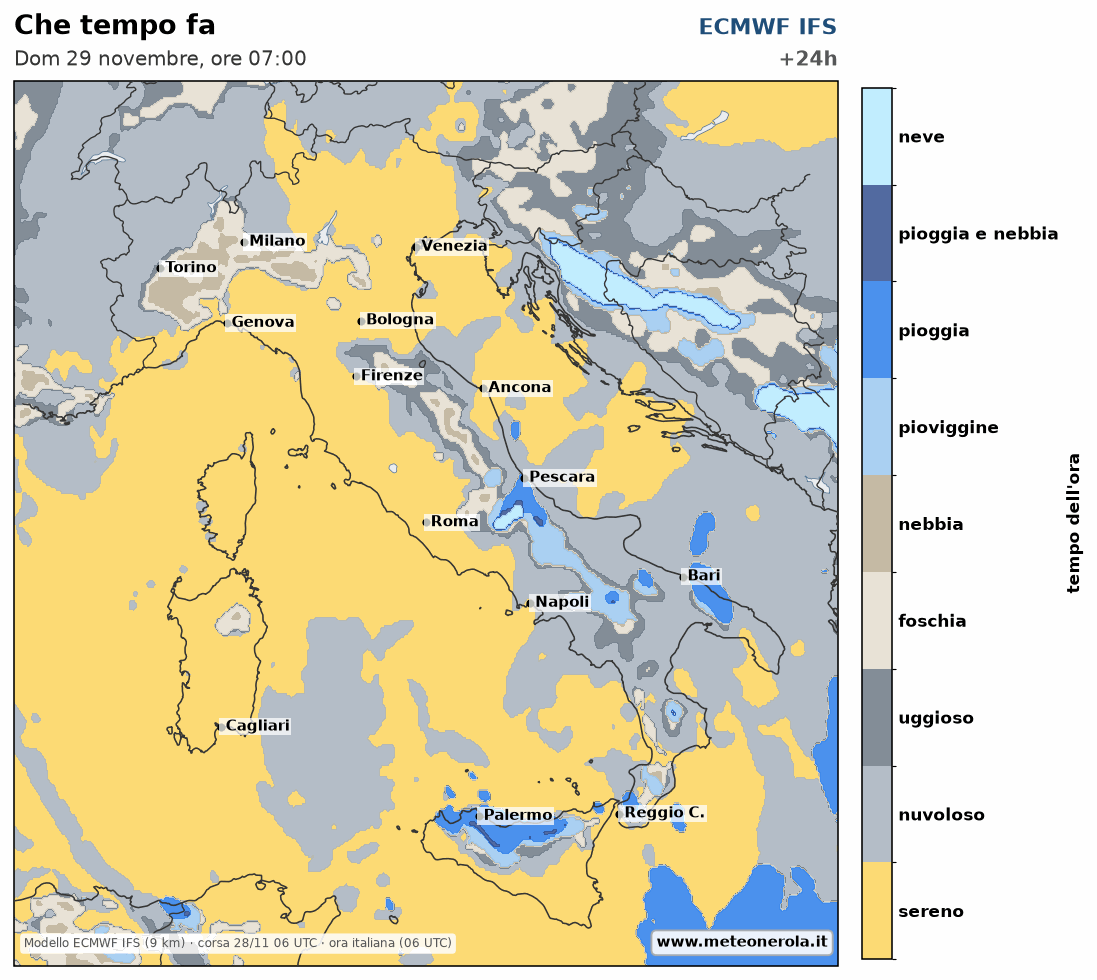 Che tempo fa
ECMWF IFS
Dom 29 novembre, ore 07:00
+24h
neve
pioggia e nebbia
pioggia
pioviggine
nebbia
foschia
uggioso
nuvoloso
sereno
tempo dell'ora
Milano
Venezia
Torino
Genova
Bologna
Firenze
Ancona
Pescara
Roma
Bari
Napoli
Cagliari
Palermo
Reggio C.
Modello ECMWF IFS (9 km) · corsa 28/11 06 UTC · ora italiana (06 UTC)
www.meteonerola.it